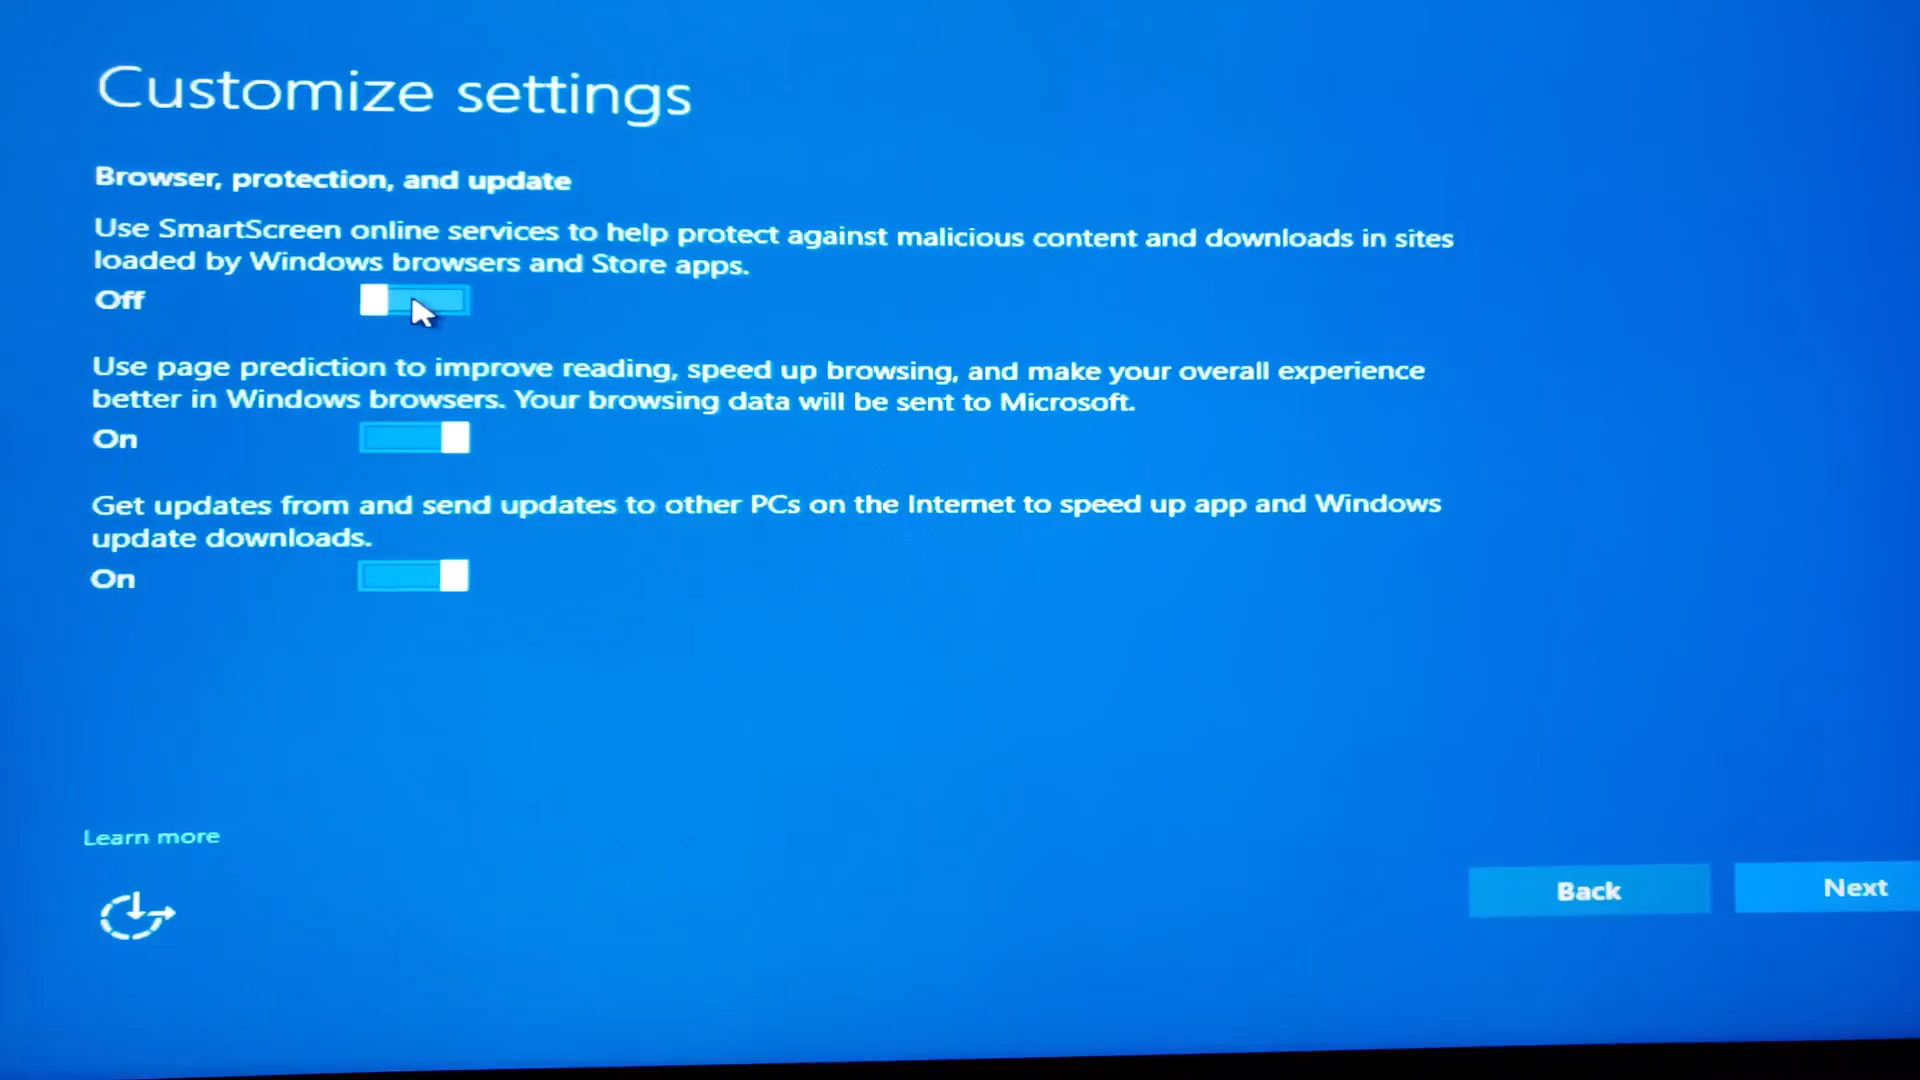 Customize settings
Browser, protection, and update
Use SmartScreen online services to help protect against malicious content and downloads in sites
loaded by Windows browsers and Store apps.
Off
Use page prediction to improve reading, speed up browsing, and make your overall experience
better in Windows browsers. Your browsing data will be sent to Microsoft.
On
Get updates from and send updates to other PCs on the Internet to speed up app and Windows
update downloads.
On
Learn more
Back
Next